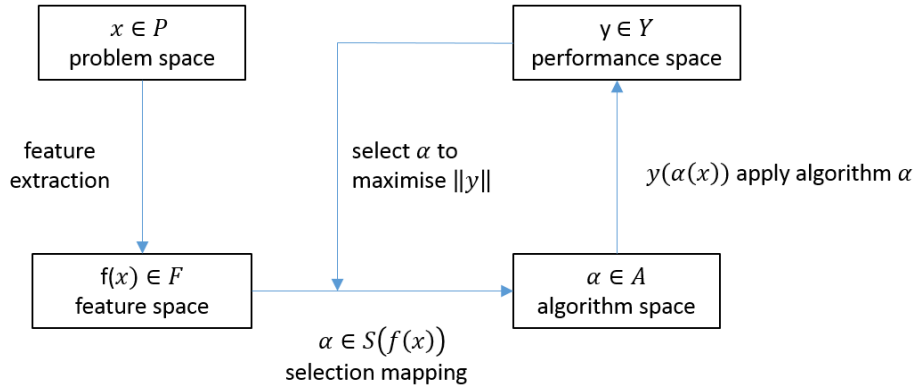 x ∈ P
problem space
y ∈ Y
performance space
feature
extraction
select α to
maximise ‖y‖
y(α(x)) apply algorithm α
f(x) ∈ F
feature space
α ∈ A
algorithm space
α ∈ S(f(x))
selection mapping